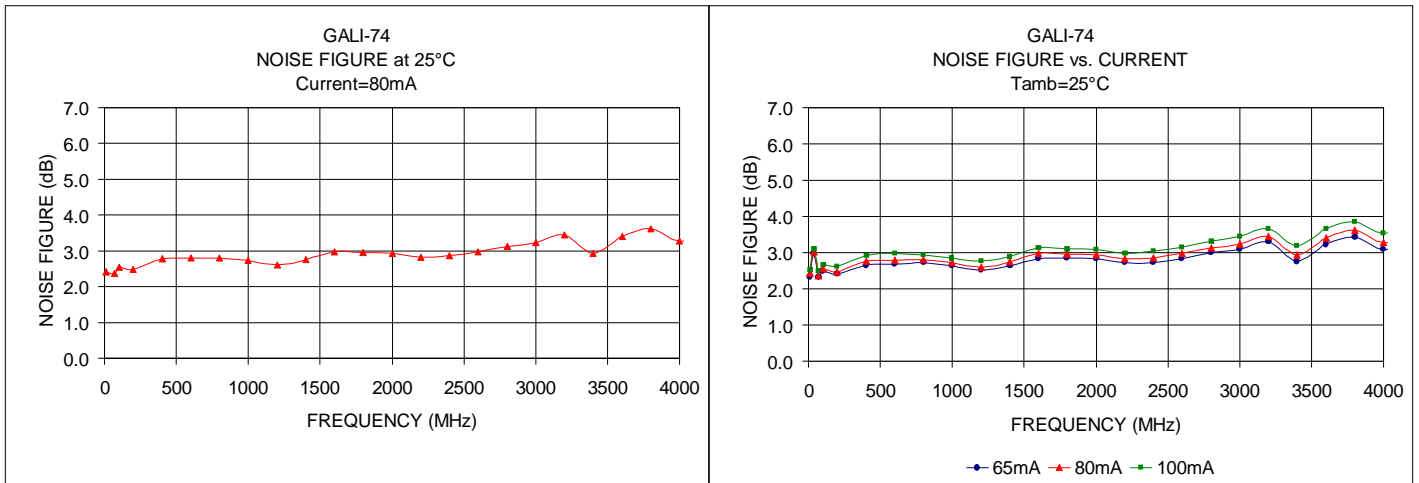 GALI-74
NOISE FIGURE at 25°C
Current=80mA
NOISE FIGURE (dB)
7.0
6.0
5.0
4.0
3.0
2.0
1.0
0.0
0 500 1000 1500 2000 2500 3000 3500 4000
FREQUENCY (MHz)
GALI-74
NOISE FIGURE vs. CURRENT
Tamb=25°C
NOISE FIGURE (dB)
7.0
6.0
5.0
4.0
3.0
2.0
1.0
0.0
0 500 1000 1500 2000 2500 3000 3500 4000
FREQUENCY (MHz)
65mA 80mA 100mA